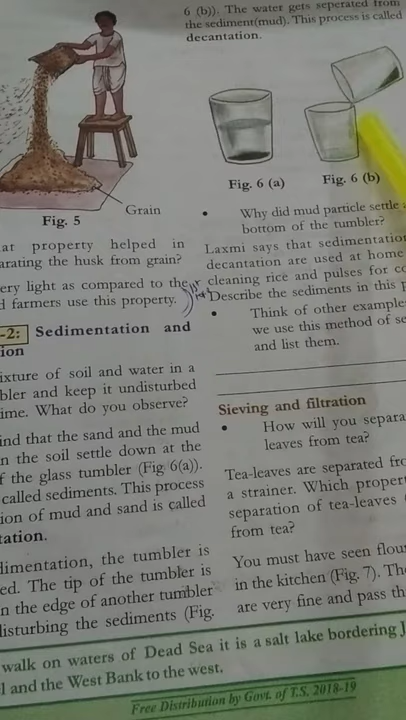 Grain
Fig. 5
at property helped in
arating the husk from grain?
ery light as compared to the
d farmers use this property.
-2: Sedimentation and
ion
ixture of soil and water in a
bler and keep it undisturbed
ime. What do you observe?
ind that the sand and the mud
n the soil settle down at the
f the glass tumbler (Fig 6(a)).
called sediments. This process
ion of mud and sand is called
tation.
dimentation, the tumbler is
ed. The tip of the tumbler is
n the edge of another tumbler
disturbing the sediments (Fig.
6 (b)). The water gets seperated from
the sediment(mud). This process is called
decantation.
Fig. 6 (a)
Fig. 6 (b)
• Why did mud particle settle a
bottom of the tumbler?
Laxmi says that sedimentation
decantation are used at home
cleaning rice and pulses for co
Describe the sediments in this p
• Think of other example
we use this method of se
and list them.
Sieving and filtration
• How will you separa
leaves from tea?
Tea-leaves are separated fro
a strainer. Which propert
separation of tea-leaves
from tea?
You must have seen flour
in the kitchen (Fig. 7). The
are very fine and pass th
walk on waters of Dead Sea it is a salt lake bordering J
l and the West Bank to the west.
Free Distribution by Govt. of T.S. 2018-19